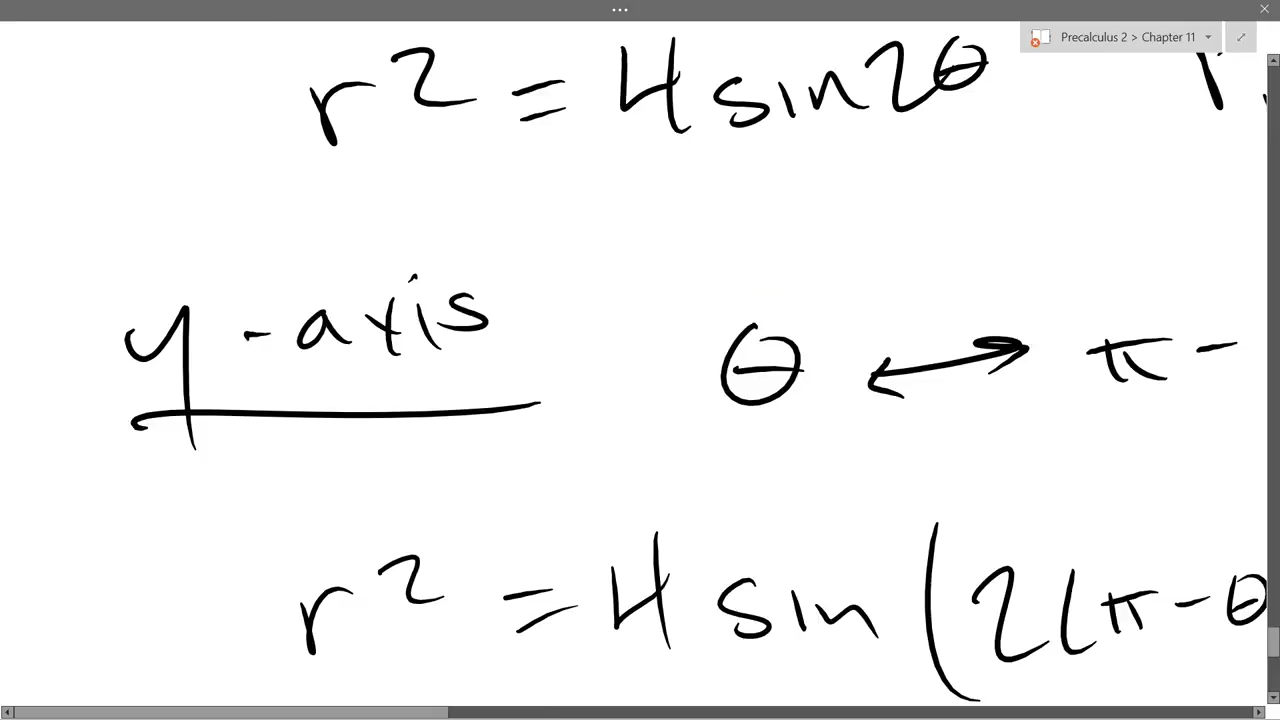 Precalculus 2 > Chapter 11
r² = 4 sin 2θ
y-axis θ ↔ π -
r² = 4 sin (2(π - θ